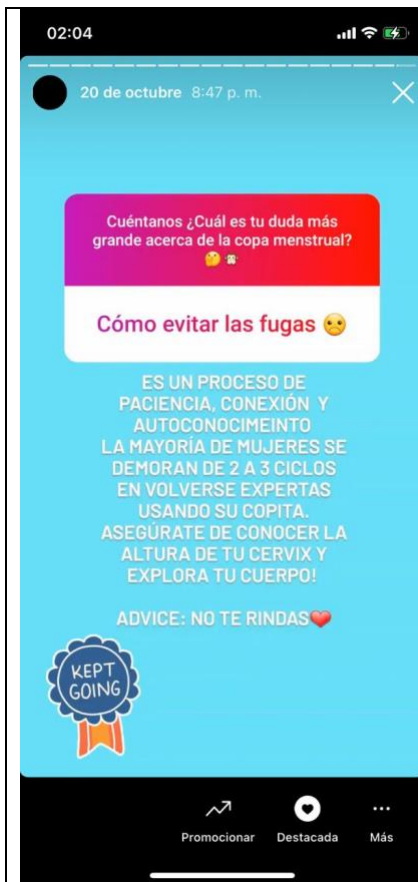 02:04
20 de octubre 8:47 p. m.
Cuéntanos ¿Cuál es tu duda más
grande acerca de la copa menstrual?
Cómo evitar las fugas
ES UN PROCESO DE
PACIENCIA, CONEXIÓN Y
AUTOCONOCIMEINTO
LA MAYORÍA DE MUJERES SE
DEMORAN DE 2 A 3 CICLOS
EN VOLVERSE EXPERTAS
USANDO SU COPITA.
ASEGÚRATE DE CONOCER LA
ALTURA DE TU CERVIX Y
EXPLORA TU CUERPO!
ADVICE: NO TE RINDAS❤️
KEPT
GOING
Promocionar Destacada Más